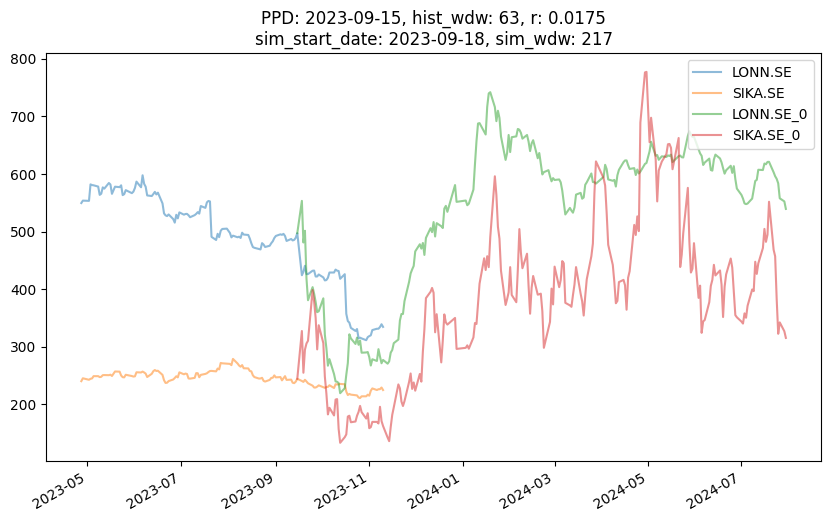 PPD: 2023-09-15, hist_wdw: 63, r: 0.0175
sim_start_date: 2023-09-18, sim_wdw: 217
800
700
600
500
400
300
200
LONN.SE
SIKA.SE
LONN.SE_0
SIKA.SE_0
2023-05
2023-07
2023-09
2023-11
2024-01
2024-03
2024-05
2024-07